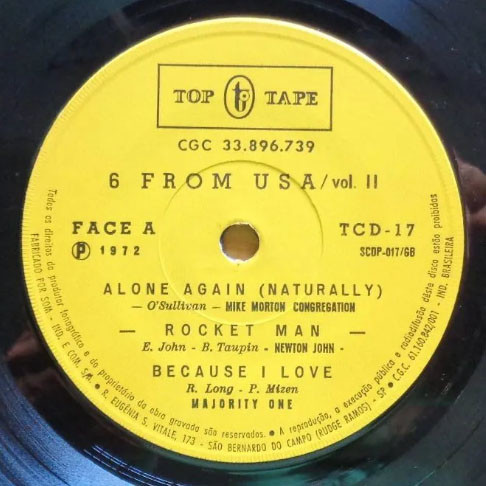 TOP tt TAPE
CGC 33.896.739
6 FROM USA/vol. II
FACE A
TCD-17
Ⓟ 1972
SCDP-017/GB
ALONE AGAIN (NATURALLY)
— O'Sullivan — MIKE MORTON CONGREGATION
— ROCKET MAN —
E. John - B. Taupin - NEWTON JOHN -
BECAUSE I LOVE
R. Long - P. Mizen
MAJORITY ONE
Todos os direitos do produtor fonográfico e do proprietário da obra gravada são reservados. • A reprodução, a execução pública e radiodifusão dêste disco estão proibidas
FABRICADO POR SOM. - IND. E COM. S/A. • R. EUGÊNIA S. VITALE, 173 - SÃO BERNARDO DO CAMPO (RUDGE RAMOS) - SP • C.G.C. 61.160.842/001 - IND. BRASILEIRA